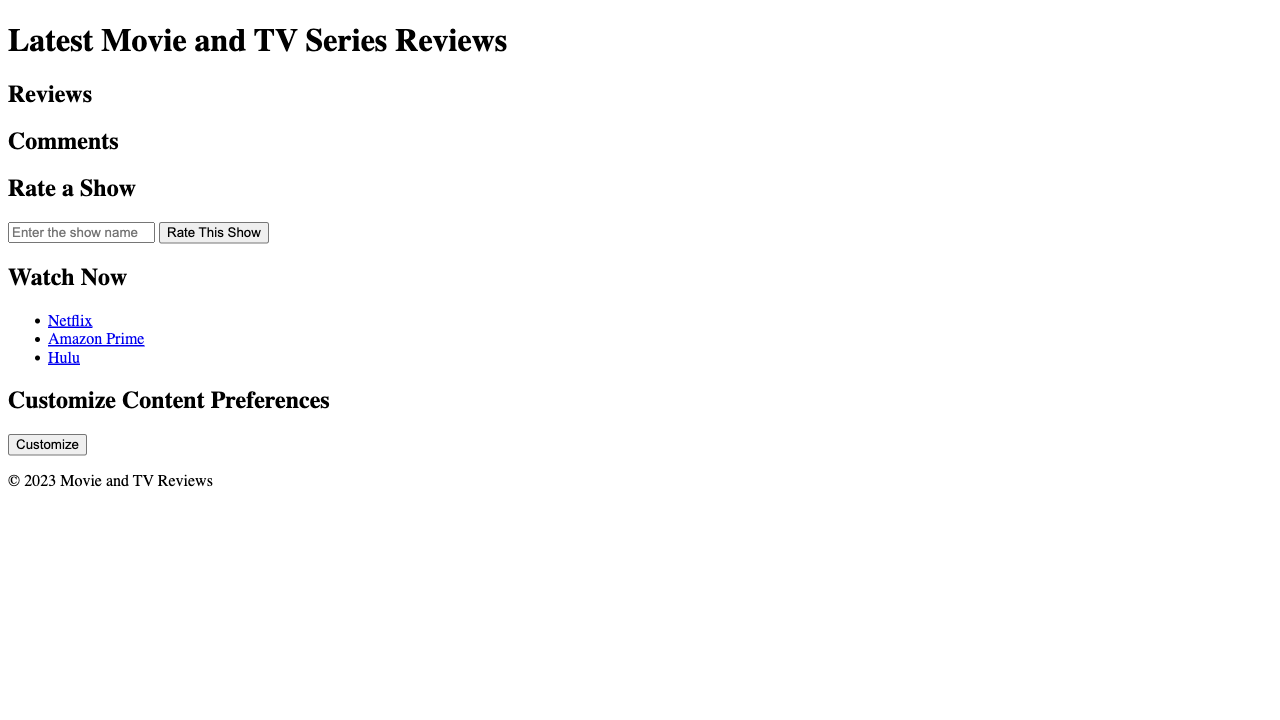 Latest Movie and TV Series Reviews
Reviews
Comments
Rate a Show
Enter the show name Rate This Show
Watch Now
• Netflix
• Amazon Prime
• Hulu
Customize Content Preferences
Customize
© 2023 Movie and TV Reviews